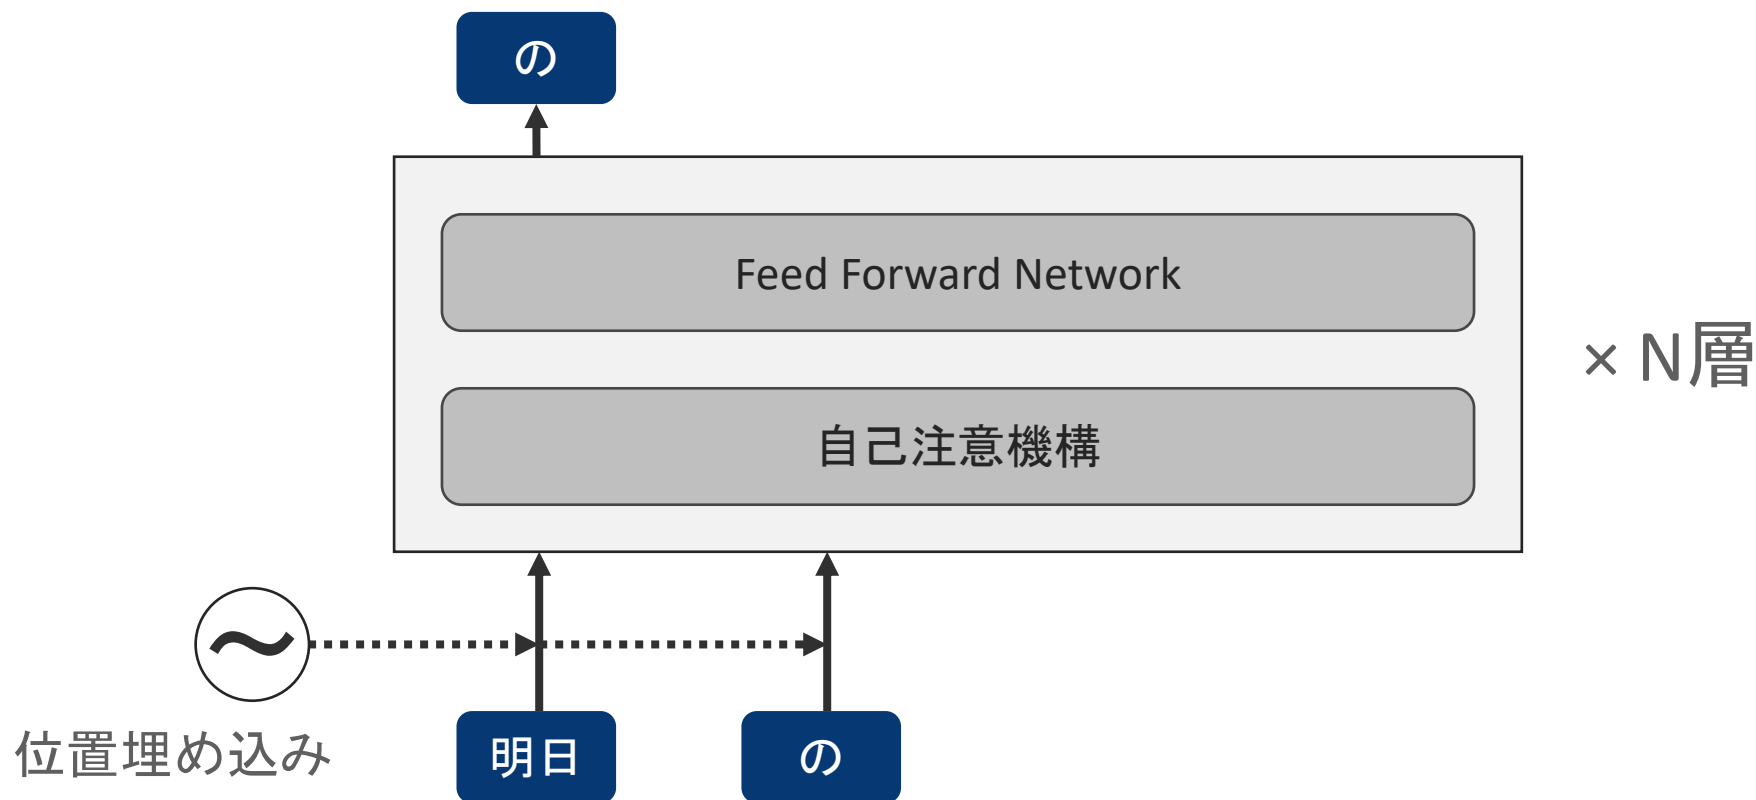 の
Feed Forward Network
× N層
自己注意機構
位置埋め込み
明日
の